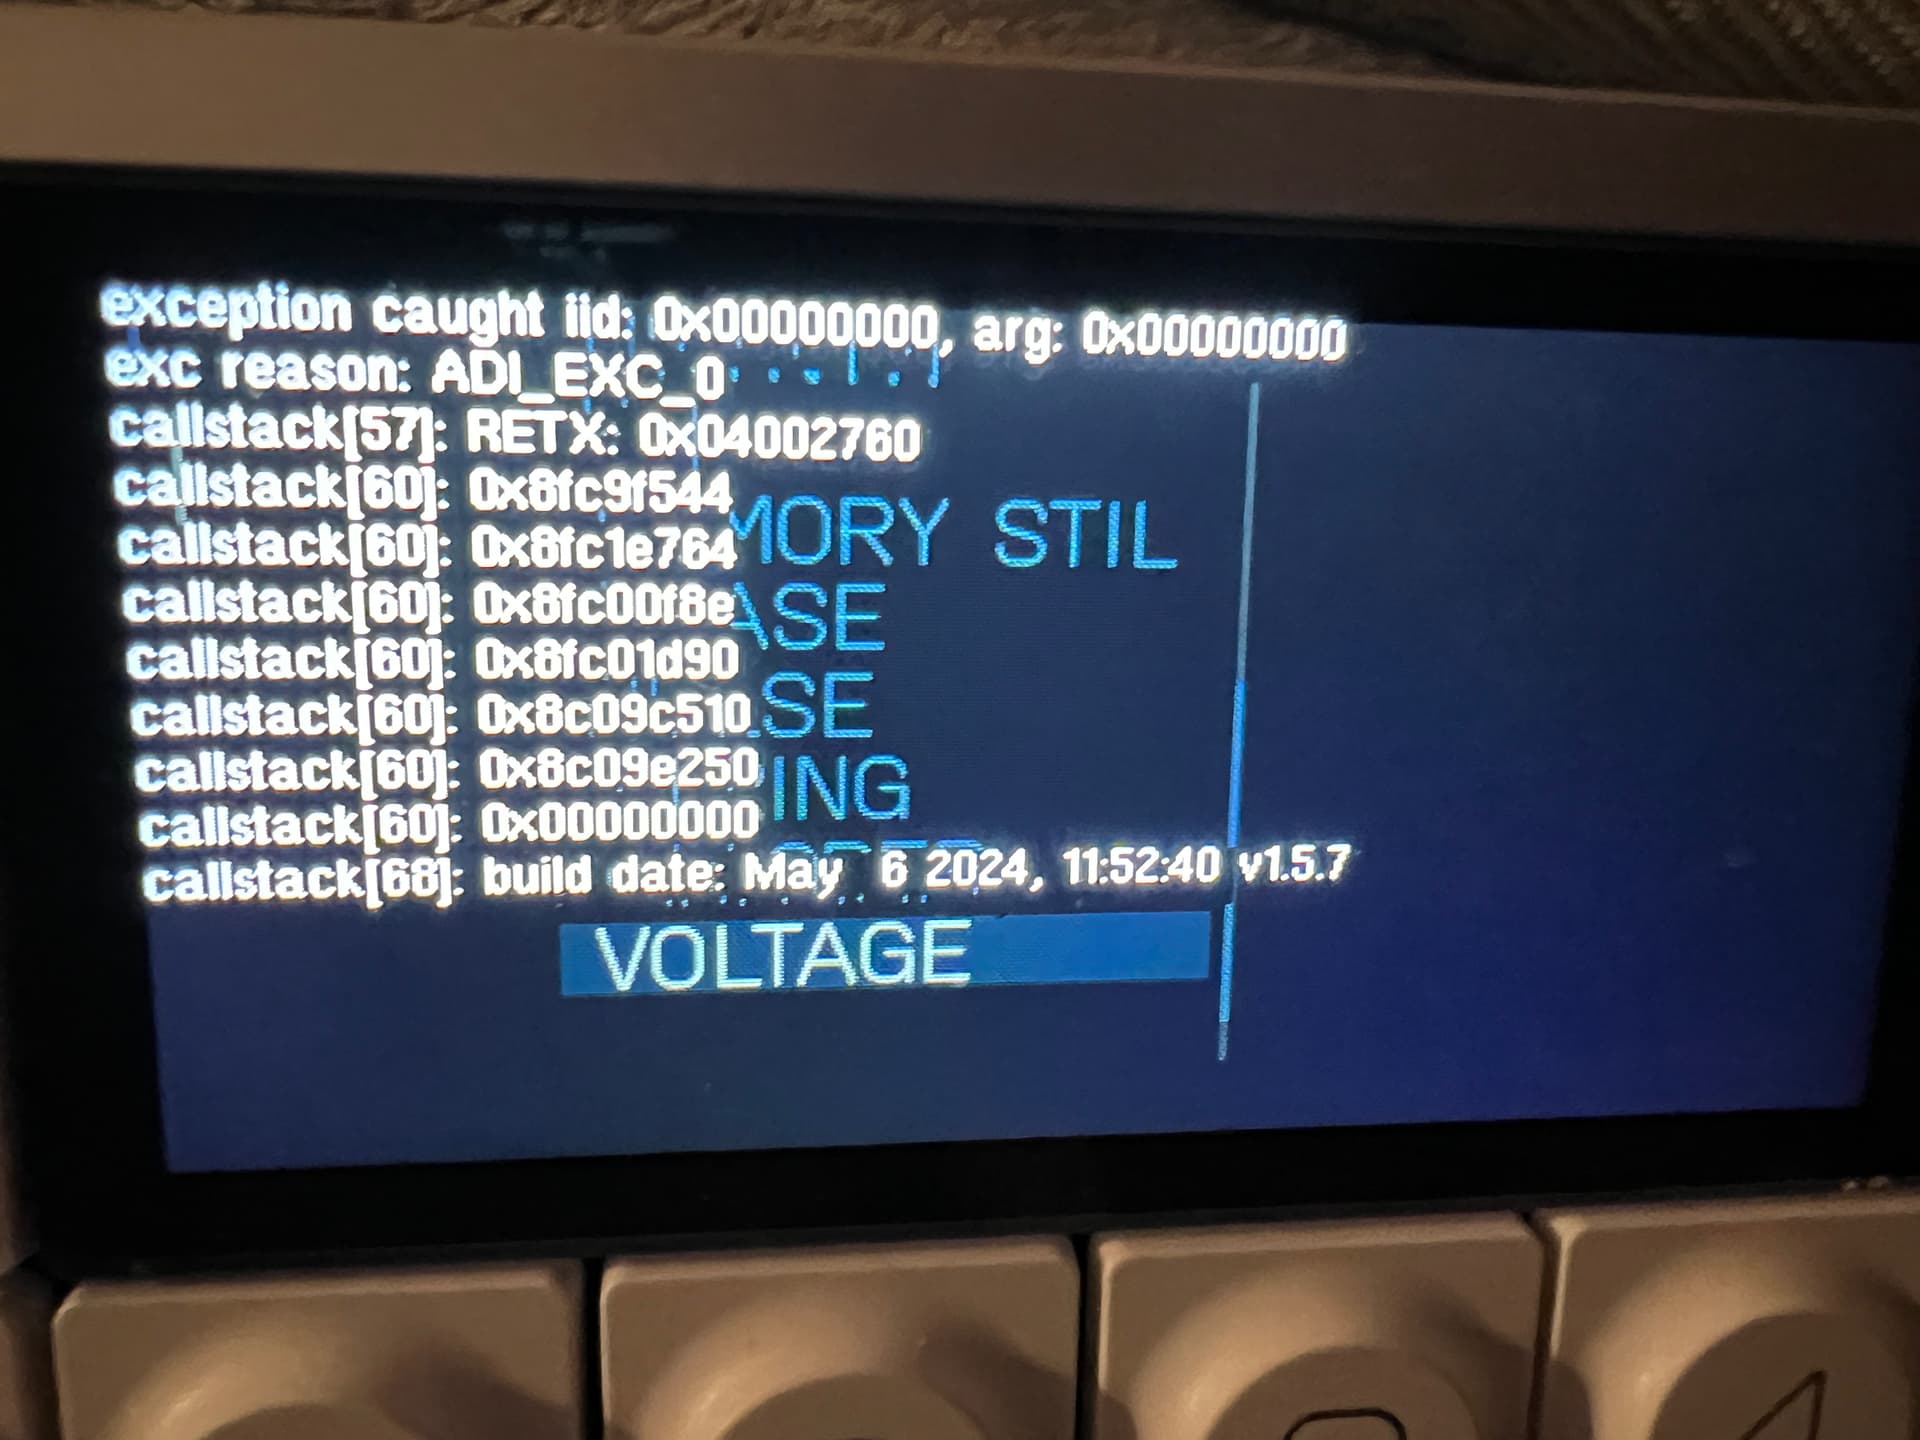 exception caught iid: 0x00000000, arg: 0x00000000
exc reason: ADI_EXC_0
callstack[57]: RETX: 0x04002760
callstack[60]: 0x8fc9f544
MORY STIL
callstack[60]: 0x8fc1e764
callstack[60]: 0x8fc00f8e
ASE
callstack[60]: 0x8fc01d90
callstack[60]: 0x8c09c510
SE
callstack[60]: 0x8c09e250
ING
callstack[60]: 0x00000000
callstack[68]: build date: May  6 2024, 11:52:40 v1.5.7
VOLTAGE
4